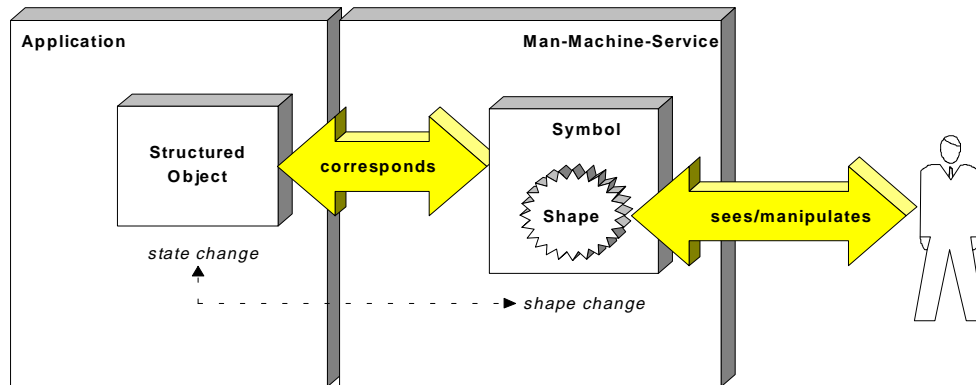 Application
Man-Machine-Service
Structured
Object
corresponds
Symbol
Shape
sees/manipulates
state change
shape change